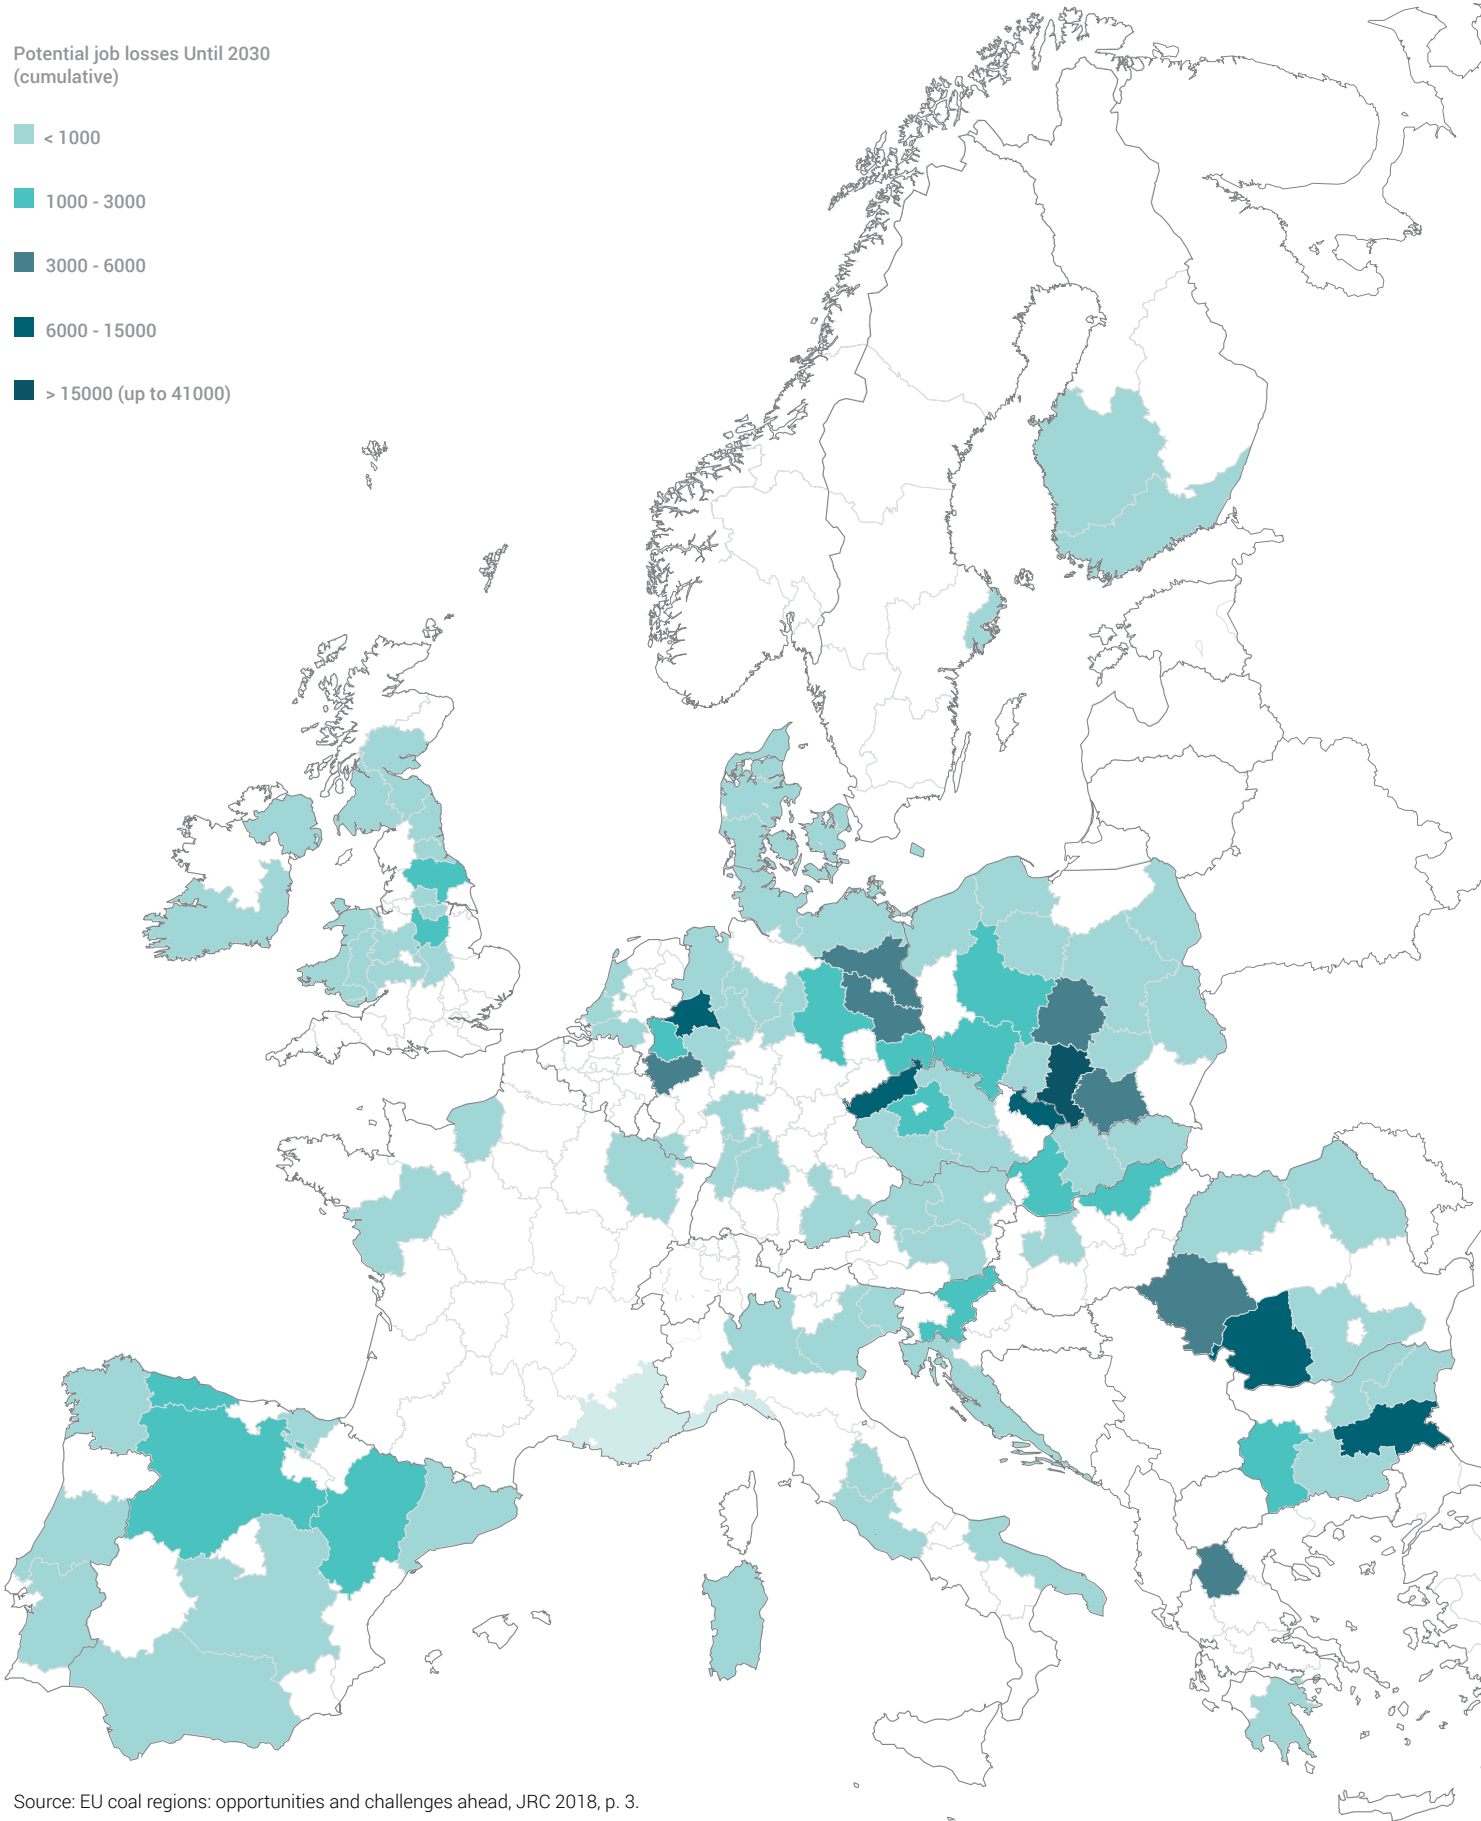 Potential job losses Until 2030
(cumulative)
< 1000
1000 - 3000
3000 - 6000
6000 - 15000
> 15000 (up to 41000)
Source: EU coal regions: opportunities and challenges ahead, JRC 2018, p. 3.